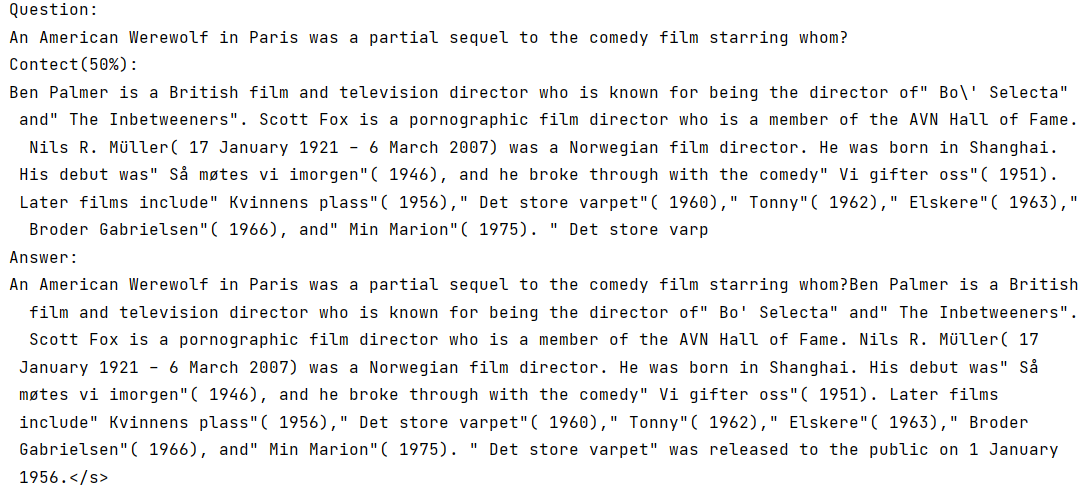 Question:
An American Werewolf in Paris was a partial sequel to the comedy film starring whom?
Contect(50%):
Ben Palmer is a British film and television director who is known for being the director of" Bo\' Selecta"
and" The Inbetweeners". Scott Fox is a pornographic film director who is a member of the AVN Hall of Fame.
Nils R. Müller( 17 January 1921 – 6 March 2007) was a Norwegian film director. He was born in Shanghai.
His debut was" Så møtes vi imorgen"( 1946), and he broke through with the comedy" Vi gifter oss"( 1951).
Later films include" Kvinnens plass"( 1956)," Det store varpet"( 1960)," Tonny"( 1962)," Elskere"( 1963),"
Broder Gabrielsen"( 1966), and" Min Marion"( 1975). " Det store varp
Answer:
An American Werewolf in Paris was a partial sequel to the comedy film starring whom?Ben Palmer is a British
film and television director who is known for being the director of" Bo' Selecta" and" The Inbetweeners".
Scott Fox is a pornographic film director who is a member of the AVN Hall of Fame. Nils R. Müller( 17
January 1921 – 6 March 2007) was a Norwegian film director. He was born in Shanghai. His debut was" Så
møtes vi imorgen"( 1946), and he broke through with the comedy" Vi gifter oss"( 1951). Later films
include" Kvinnens plass"( 1956)," Det store varpet"( 1960)," Tonny"( 1962)," Elskere"( 1963)," Broder
Gabrielsen"( 1966), and" Min Marion"( 1975). " Det store varpet" was released to the public on 1 January
1956.</s>